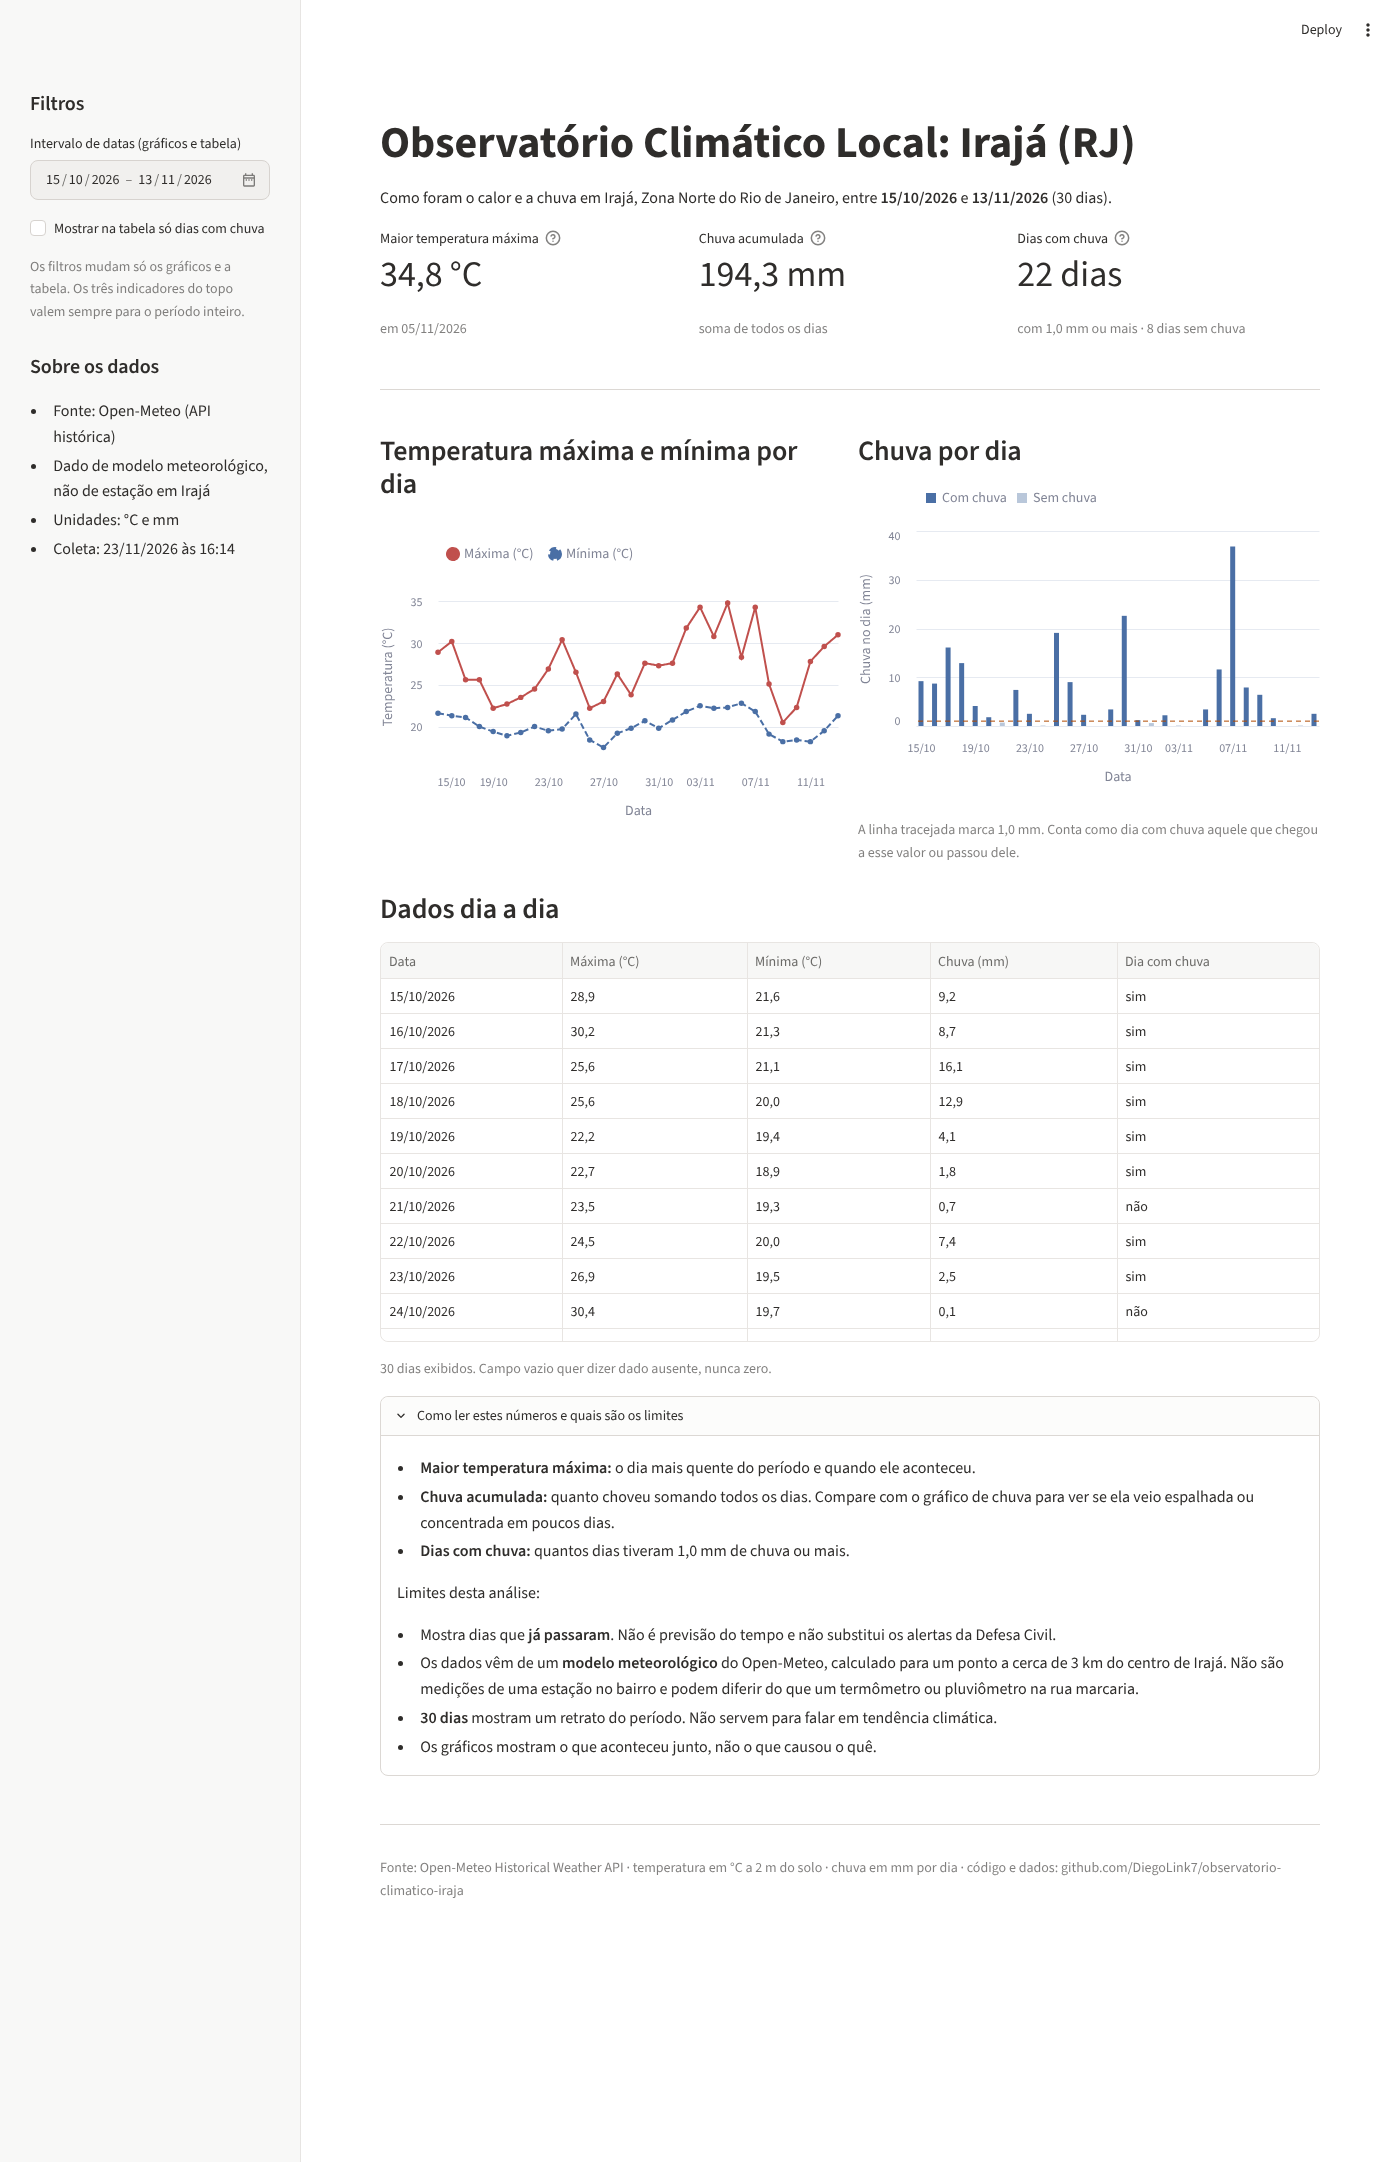 Deploy
Filtros
Intervalo de datas (gráficos e tabela)
15/10/2026 – 13/11/2026
Mostrar na tabela só dias com chuva
Os filtros mudam só os gráficos e a
tabela. Os três indicadores do topo
valem sempre para o período inteiro.
Sobre os dados
Fonte: Open-Meteo (API
histórica)
Dado de modelo meteorológico,
não de estação em Irajá
Unidades: °C e mm
Coleta: 23/11/2026 às 16:14
Observatório Climático Local: Irajá (RJ)
Como foram o calor e a chuva em Irajá, Zona Norte do Rio de Janeiro, entre 15/10/2026 e 13/11/2026 (30 dias).
Maior temperatura máxima
34,8 °C
em 05/11/2026
Chuva acumulada
194,3 mm
soma de todos os dias
Dias com chuva
22 dias
com 1,0 mm ou mais · 8 dias sem chuva
Temperatura máxima e mínima por
dia
Máxima (°C) Mínima (°C)
Temperatura (°C)
35
30
25
20
15/10 19/10 23/10 27/10 31/10 03/11 07/11 11/11
Data
Chuva por dia
Com chuva Sem chuva
Chuva no dia (mm)
40
30
20
10
0
15/10 19/10 23/10 27/10 31/10 03/11 07/11 11/11
Data
A linha tracejada marca 1,0 mm. Conta como dia com chuva aquele que chegou
a esse valor ou passou dele.
Dados dia a dia
Data Máxima (°C) Mínima (°C) Chuva (mm) Dia com chuva
15/10/2026 28,9 21,6 9,2 sim
16/10/2026 30,2 21,3 8,7 sim
17/10/2026 25,6 21,1 16,1 sim
18/10/2026 25,6 20,0 12,9 sim
19/10/2026 22,2 19,4 4,1 sim
20/10/2026 22,7 18,9 1,8 sim
21/10/2026 23,5 19,3 0,7 não
22/10/2026 24,5 20,0 7,4 sim
23/10/2026 26,9 19,5 2,5 sim
24/10/2026 30,4 19,7 0,1 não
30 dias exibidos. Campo vazio quer dizer dado ausente, nunca zero.
Como ler estes números e quais são os limites
Maior temperatura máxima: o dia mais quente do período e quando ele aconteceu.
Chuva acumulada: quanto choveu somando todos os dias. Compare com o gráfico de chuva para ver se ela veio espalhada ou
concentrada em poucos dias.
Dias com chuva: quantos dias tiveram 1,0 mm de chuva ou mais.
Limites desta análise:
Mostra dias que já passaram. Não é previsão do tempo e não substitui os alertas da Defesa Civil.
Os dados vêm de um modelo meteorológico do Open-Meteo, calculado para um ponto a cerca de 3 km do centro de Irajá. Não são
medições de uma estação no bairro e podem diferir do que um termômetro ou pluviômetro na rua marcaria.
30 dias mostram um retrato do período. Não servem para falar em tendência climática.
Os gráficos mostram o que aconteceu junto, não o que causou o quê.
Fonte: Open-Meteo Historical Weather API · temperatura em °C a 2 m do solo · chuva em mm por dia · código e dados: github.com/DiegoLink7/observatorio-
climatico-iraja